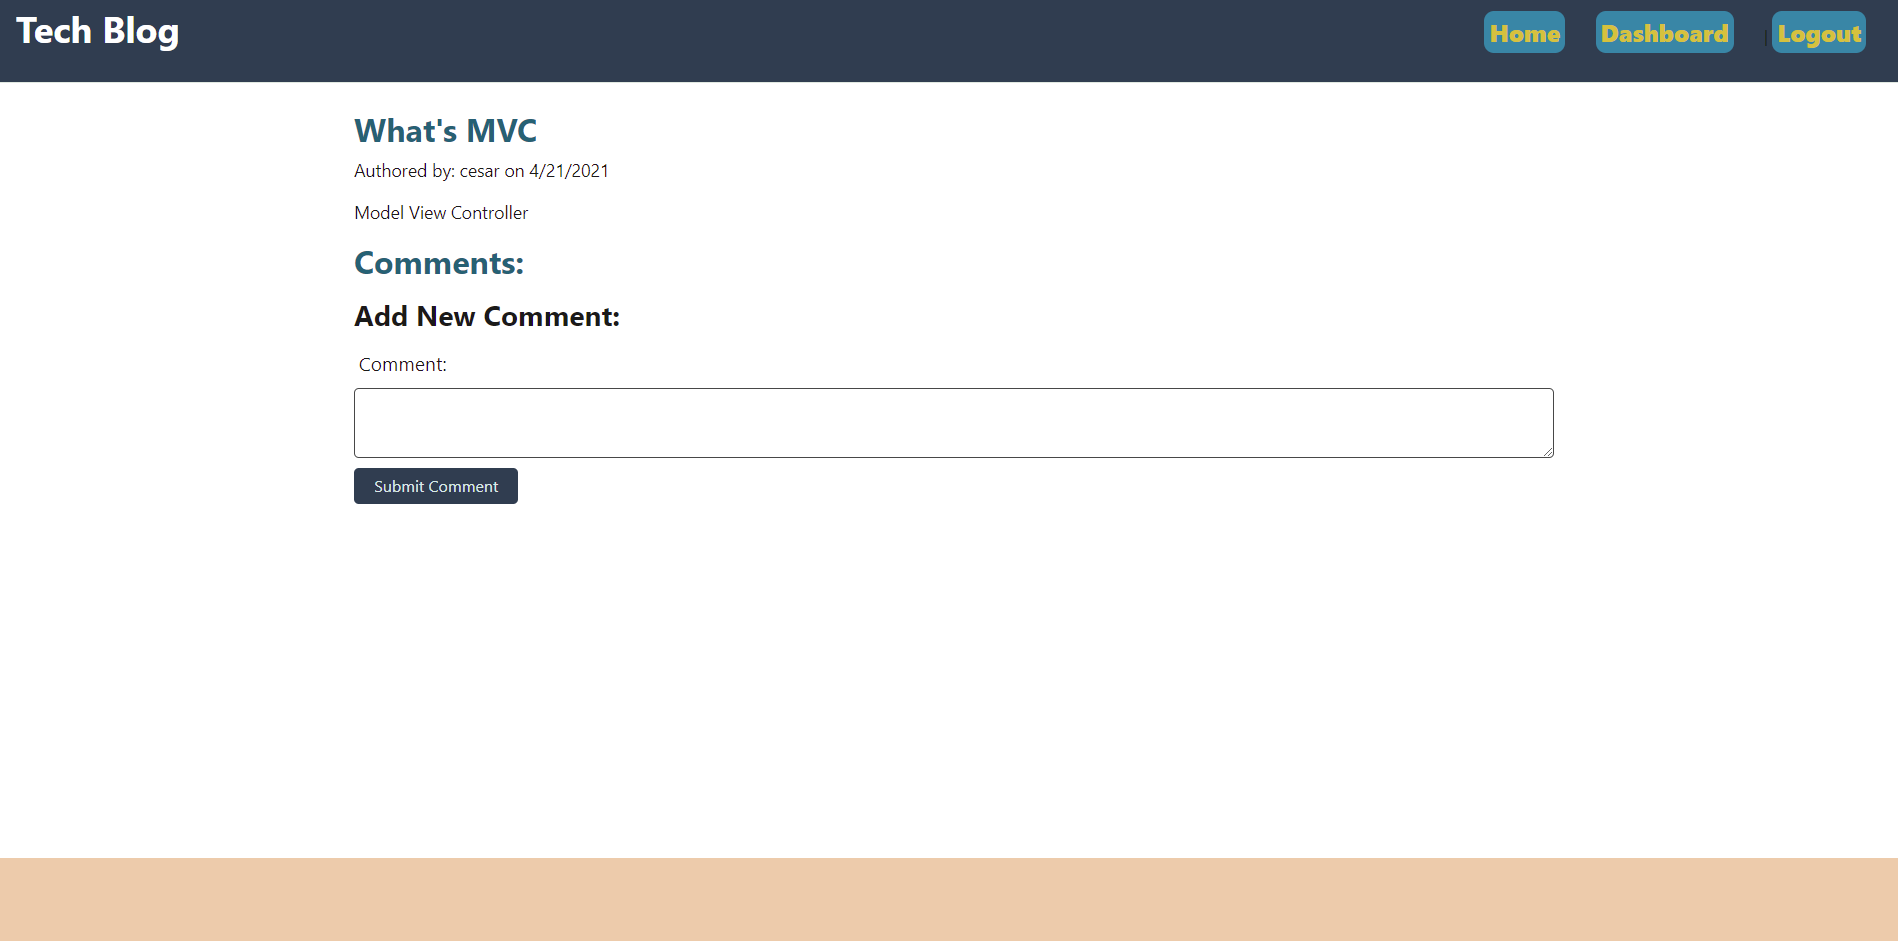 Tech Blog
Home Dashboard | Logout
What's MVC
Authored by: cesar on 4/21/2021
Model View Controller
Comments:
Add New Comment:
Comment:
Submit Comment